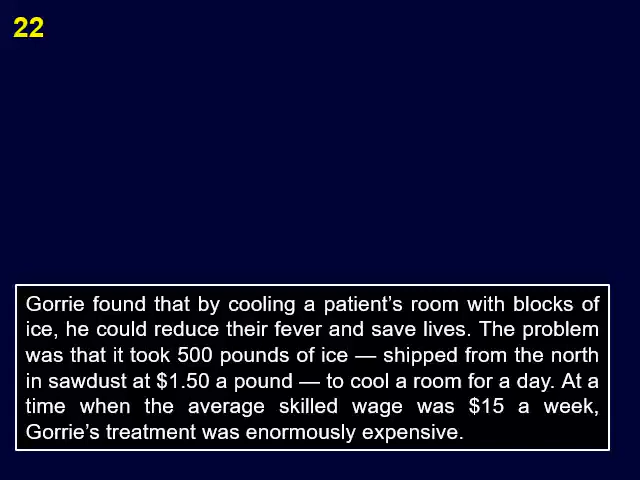 22
Gorrie found that by cooling a patient’s room with blocks of
ice, he could reduce their fever and save lives. The problem
was that it took 500 pounds of ice — shipped from the north
in sawdust at $1.50 a pound — to cool a room for a day. At a
time when the average skilled wage was $15 a week,
Gorrie’s treatment was enormously expensive.